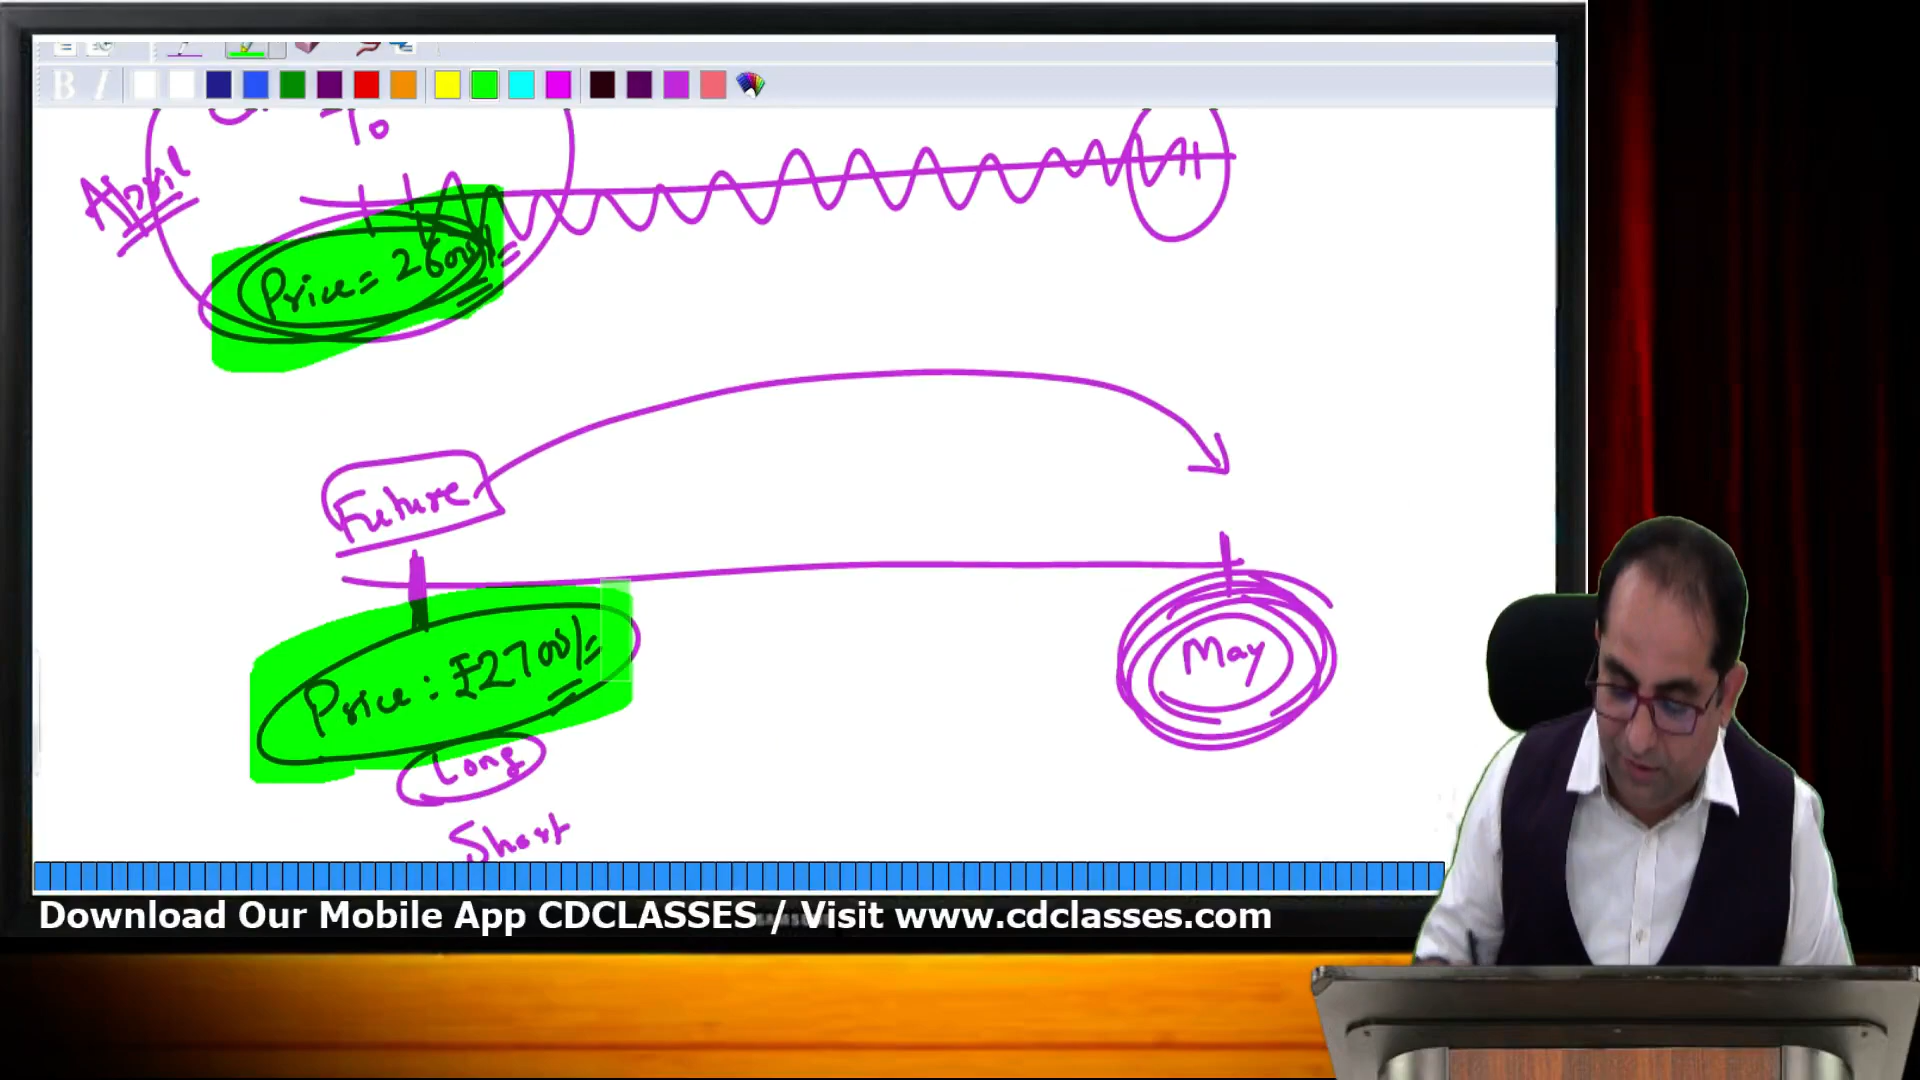 B I
To
April
Price = 2600/=
Future
Price : ₹2700/=
May
Long
Short
Download Our Mobile App CDCLASSES / Visit www.cdclasses.com